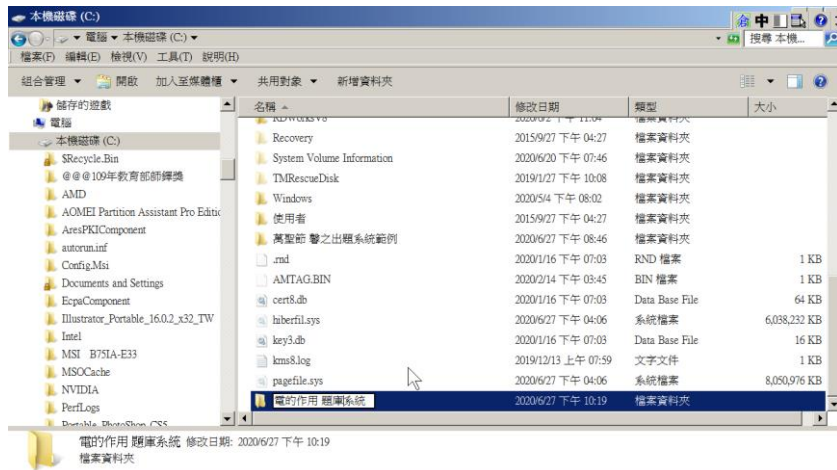 本機磁碟 (C:)
中
▼ 電腦 ▼ 本機磁碟 (C:) ▼
搜尋 本機...
檔案(F) 編輯(E) 檢視(V) 工具(T) 說明(H)
組合管理 ▼ 開啟 加入至媒體櫃 ▼ 共用對象 ▼ 新增資料夾
儲存的遊戲
電腦
本機磁碟 (C:)
$Recycle.Bin
@@@109年教育部師鐸獎
AMD
AOMEI Partition Assistant Pro Editic
AresPKIComponent
autorun.inf
Config.Msi
Documents and Settings
EcpaComponent
Illustrator_Portable_16.0.2_x32_TW
Intel
MSI B75IA-E33
MSOCache
NVIDIA
PerfLogs
Portable PhotoShop CS5
名稱 修改日期 類型 大小
RDWorksV8 2020/6/2 下午 11:04 檔案資料夾
Recovery 2015/9/27 下午 04:27 檔案資料夾
System Volume Information 2020/6/20 下午 07:46 檔案資料夾
TMRescueDisk 2019/1/27 下午 10:08 檔案資料夾
Windows 2020/5/4 下午 08:02 檔案資料夾
使用者 2015/9/27 下午 04:27 檔案資料夾
萬聖節 馨之出題系統範例 2020/6/27 下午 08:46 檔案資料夾
.rnd 2020/1/16 下午 07:03 RND 檔案 1 KB
AMTAG.BIN 2020/2/14 下午 03:45 BIN 檔案 1 KB
cert8.db 2020/1/16 下午 07:03 Data Base File 64 KB
hiberfil.sys 2020/6/27 下午 04:06 系統檔案 6,038,232 KB
key3.db 2020/1/16 下午 07:03 Data Base File 16 KB
kms8.log 2019/12/13 上午 07:59 文字文件 1 KB
pagefile.sys 2020/6/27 下午 04:06 系統檔案 8,050,976 KB
電的作用 題庫系統 2020/6/27 下午 10:19 檔案資料夾
電的作用 題庫系統 修改日期: 2020/6/27 下午 10:19
檔案資料夾